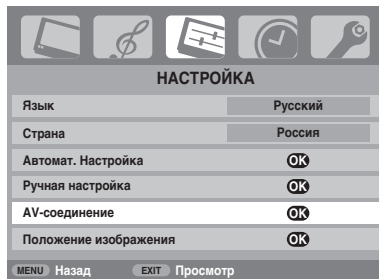 НАСТРОЙКА
Язык Русский
Страна Россия
Автомат. Настройка OK
Ручная настройка OK
AV-соединение OK
Положение изображения OK
MENU Назад EXIT Просмотр